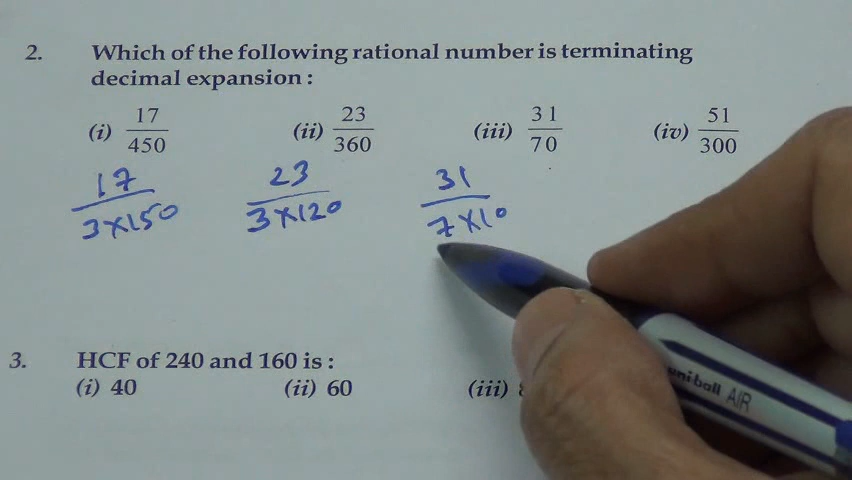 2. Which of the following rational number is terminating
decimal expansion :
(i) 17/450 (ii) 23/360 (iii) 31/70 (iv) 51/300
17/3×150 23/3×120 31/7×10
3. HCF of 240 and 160 is :
(i) 40 (ii) 60 (iii)
uniball AIR